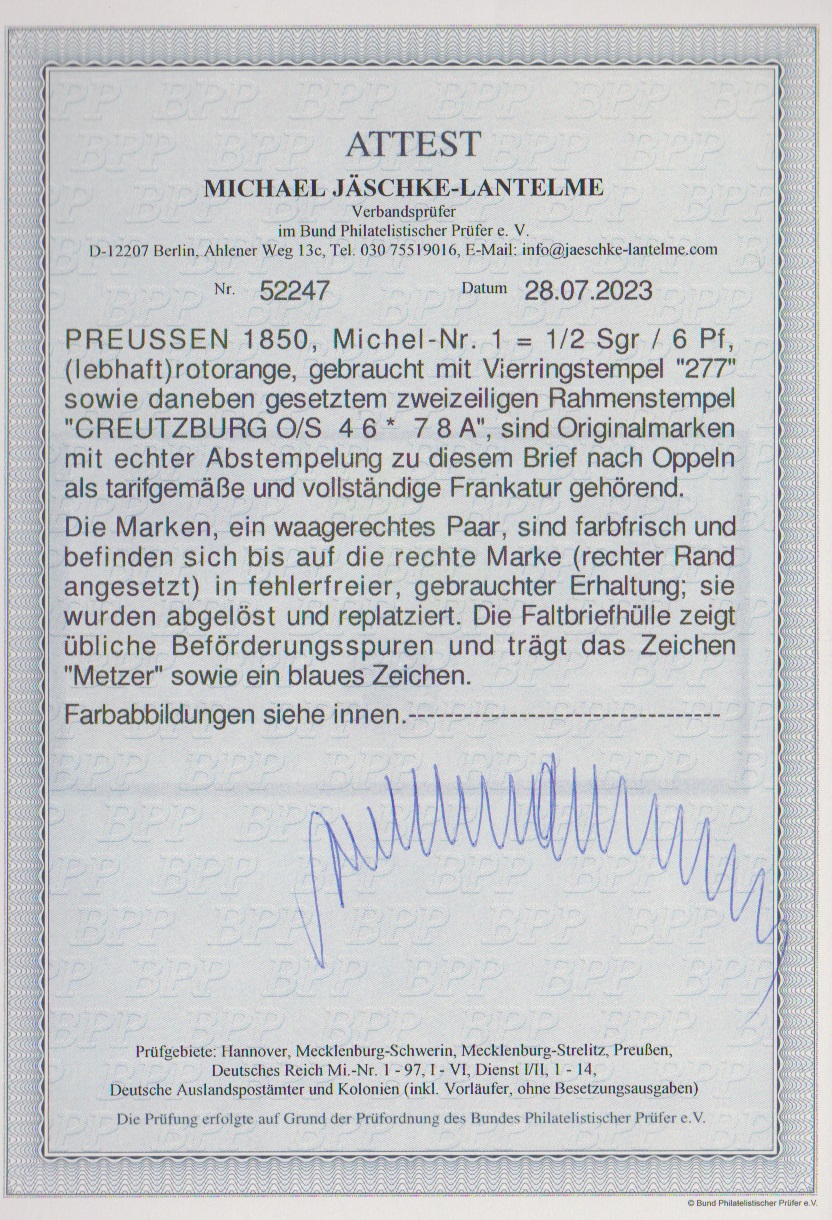 ATTEST
MICHAEL JÄSCHKE-LANTELME
Verbandsprüfer
im Bund Philatelistischer Prüfer e. V.
D-12207 Berlin, Ahlener Weg 13c, Tel. 030 75519016, E-Mail: info@jaeschke-lantelme.com
Nr. 52247 Datum 28.07.2023
PREUSSEN 1850, Michel-Nr. 1 = 1/2 Sgr / 6 Pf,
(lebhaft)rotorange, gebraucht mit Vierringstempel "277"
sowie daneben gesetztem zweizeiligen Rahmenstempel
"CREUTZBURG O/S 4 6 * 7 8 A", sind Originalmarken
mit echter Abstempelung zu diesem Brief nach Oppeln
als tarifgemäße und vollständige Frankatur gehörend.
Die Marken, ein waagerechtes Paar, sind farbfrisch und
befinden sich bis auf die rechte Marke (rechter Rand
angesetzt) in fehlerfreier, gebrauchter Erhaltung; sie
wurden abgelöst und replatziert. Die Faltbriefhülle zeigt
übliche Beförderungsspuren und trägt das Zeichen
"Metzer" sowie ein blaues Zeichen.
Farbabbildungen siehe innen.----------------------------------
Prüfgebiete: Hannover, Mecklenburg-Schwerin, Mecklenburg-Strelitz, Preußen,
Deutsches Reich Mi.-Nr. 1 - 97, I - VI, Dienst I/II, 1 - 14,
Deutsche Auslandspostämter und Kolonien (inkl. Vorläufer, ohne Besetzungsausgaben)
Die Prüfung erfolgte auf Grund der Prüfordnung des Bundes Philatelistischer Prüfer e.V.
© Bund Philatelistischer Prüfer e.V.